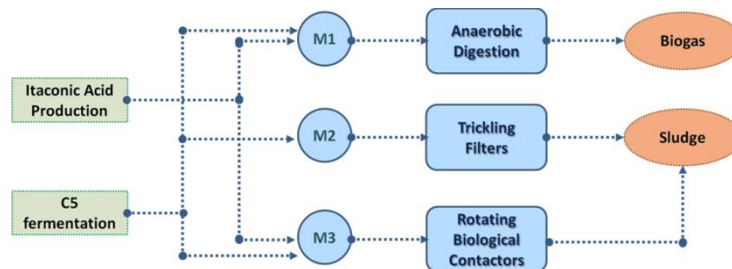 M1
Anaerobic
Digestion
Biogas
Itaconic Acid
Production
M2
Trickling
Filters
Sludge
C5
fermentation
M3
Rotating
Biological
Contactors